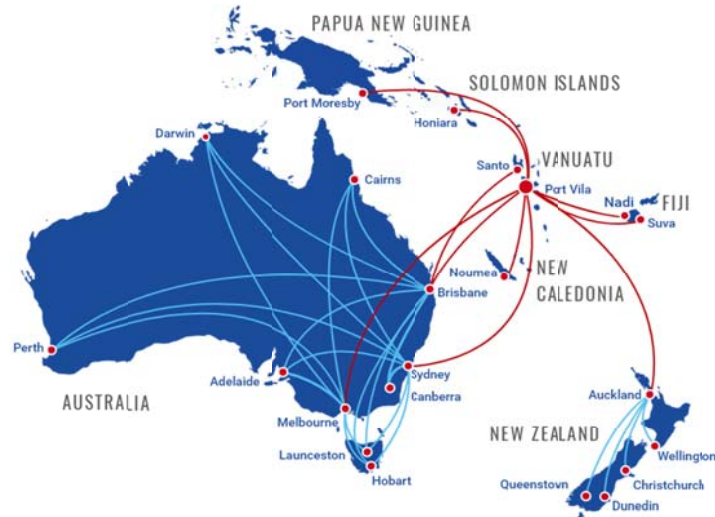 PAPUA NEW GUINEA
SOLOMON ISLANDS
Port Moresby
Honiara
Darwin
VANUATU
Santo
Cairns
Port Vila
FIJI
Nadi
Suva
Noumea
NEW
CALEDONIA
Brisbane
Perth
Adelaide
Sydney
AUSTRALIA
Canberra
Auckland
Melbourne
NEW ZEALAND
Launceston
Wellington
Hobart
Christchurch
Queenstovn
Dunedin